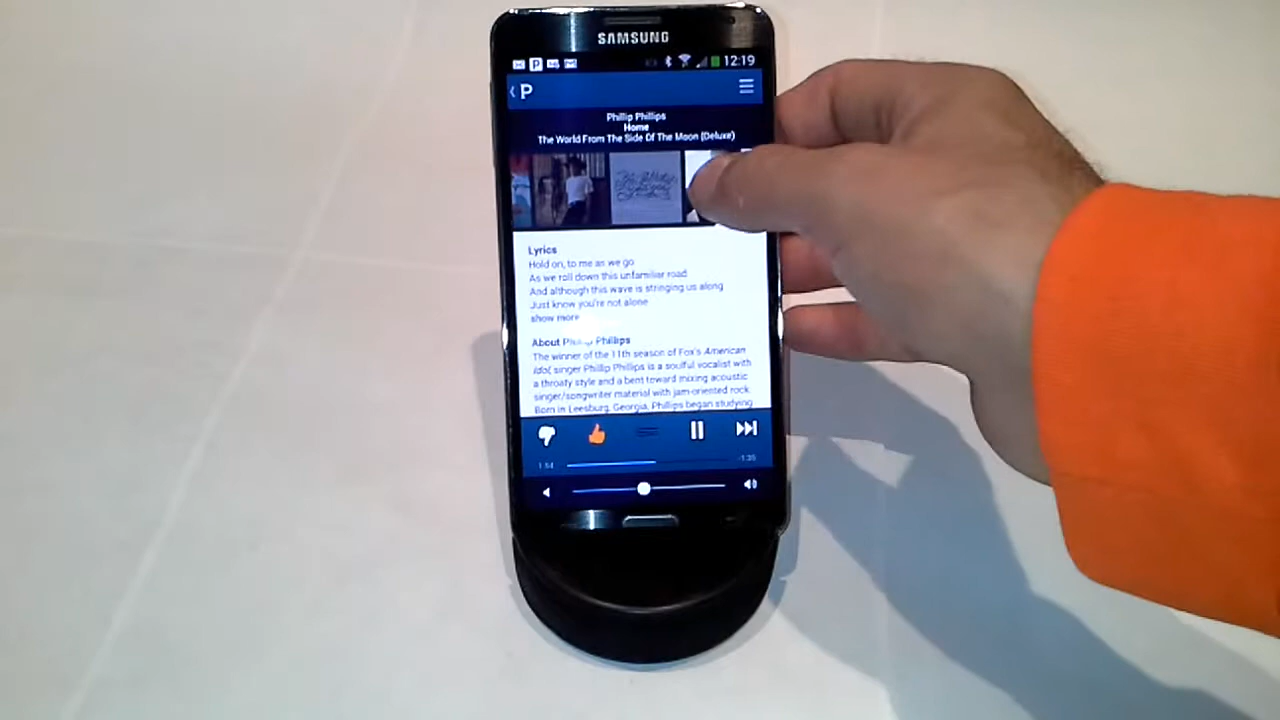 SAMSUNG
12:19
P
Phillip Phillips
Home
The World From The Side Of The Moon (Deluxe)
Lyrics
Hold on, to me as we go
As we roll down this unfamiliar road
And although this wave is stringing us along
Just know you're not alone
show more
About Phillip Phillips
The winner of the 11th season of Fox's American
Idol, singer Phillip Phillips is a soulful vocalist with
a throaty style and a bent toward mixing acoustic
singer/songwriter material with jam-oriented rock.
Born in Leesburg, Georgia, Phillips began studying
1:54
-1:35